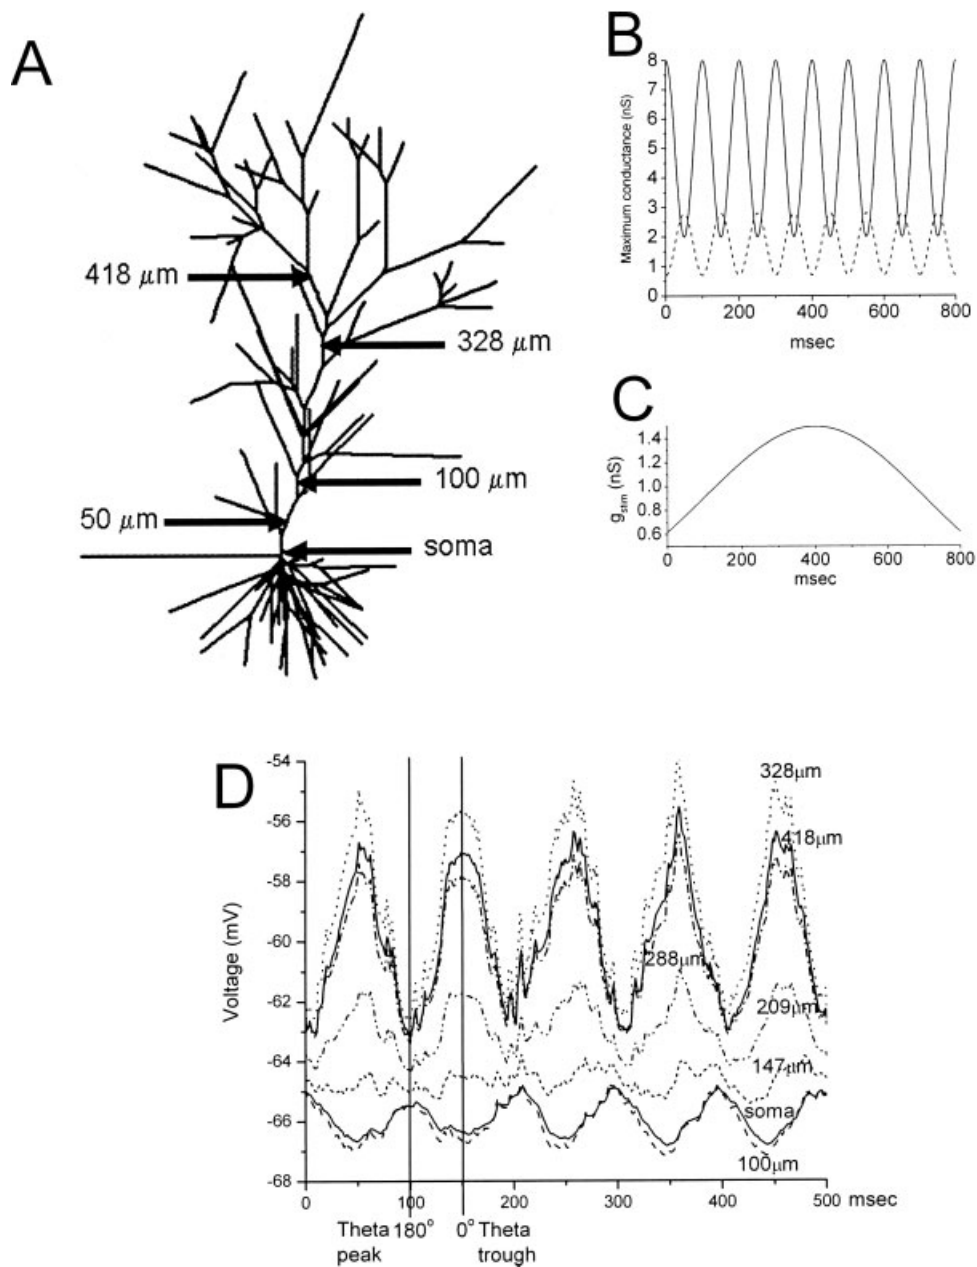 A
418 μm
328 μm
100 μm
50 μm
soma
B
Maximum conductance (nS)
8
7
6
5
4
3
2
1
0
0 200 400 600 800
msec
C
g_stim (nS)
1.4
1.2
1.0
0.8
0.6
0 200 400 600 800
msec
D
Voltage (mV)
-54
-56
-58
-60
-62
-64
-66
-68
328μm
418μm
288μm
209μm
147μm
soma
100μm
0 100 200 300 400 500 msec
Theta 180° 0° Theta
peak trough